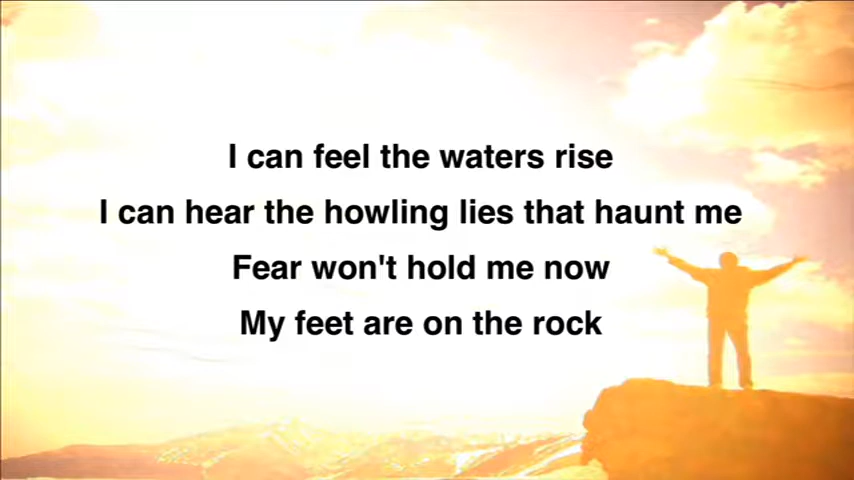 I can feel the waters rise
I can hear the howling lies that haunt me
Fear won't hold me now
My feet are on the rock